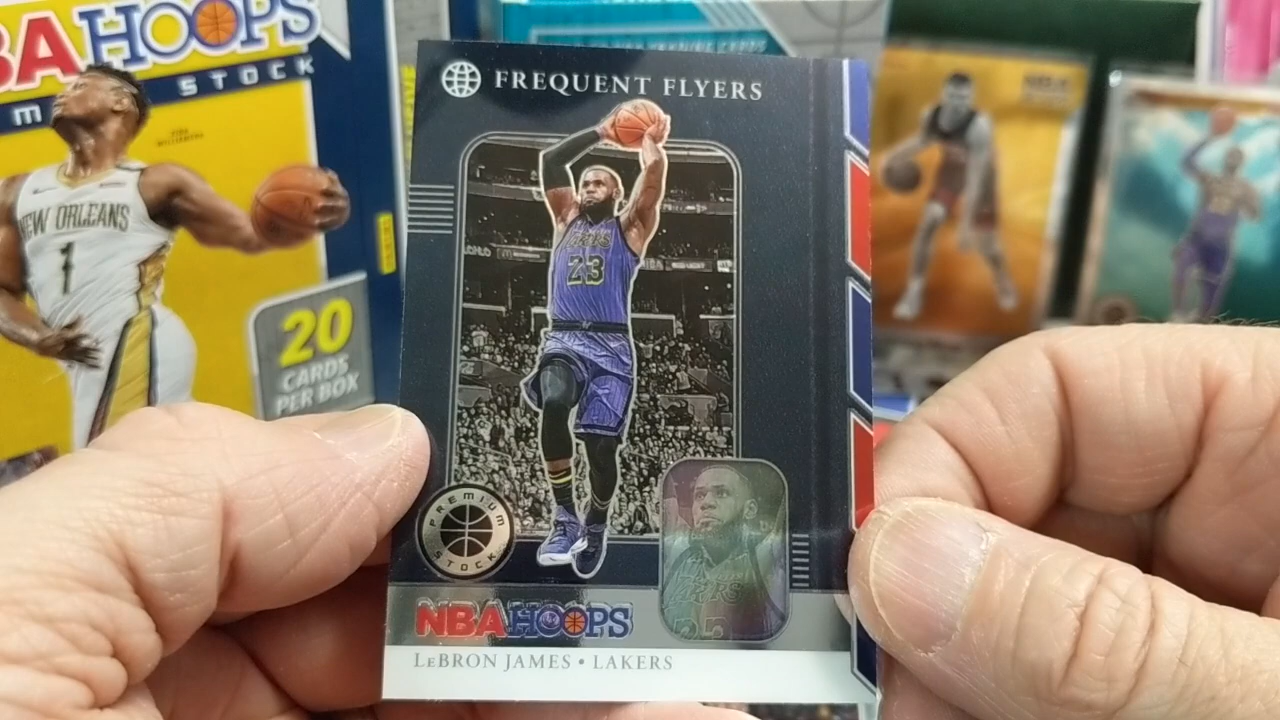 BA HOOPS
M STOCK
NEW ORLEANS
1
20
CARDS
PER BOX
FREQUENT FLYERS
LAKERS
23
PREMIUM
STOCK
NBA HOOPS
LEBRON JAMES • LAKERS